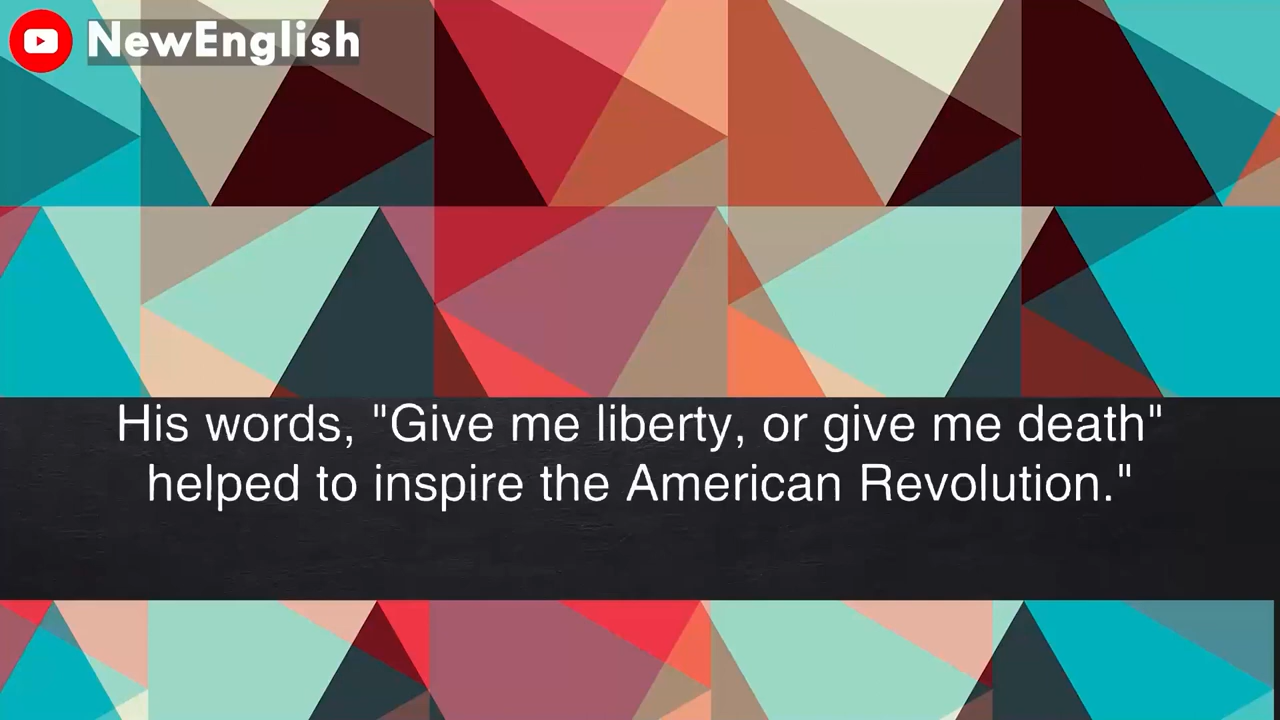 NewEnglish
His words, "Give me liberty, or give me death"
helped to inspire the American Revolution."